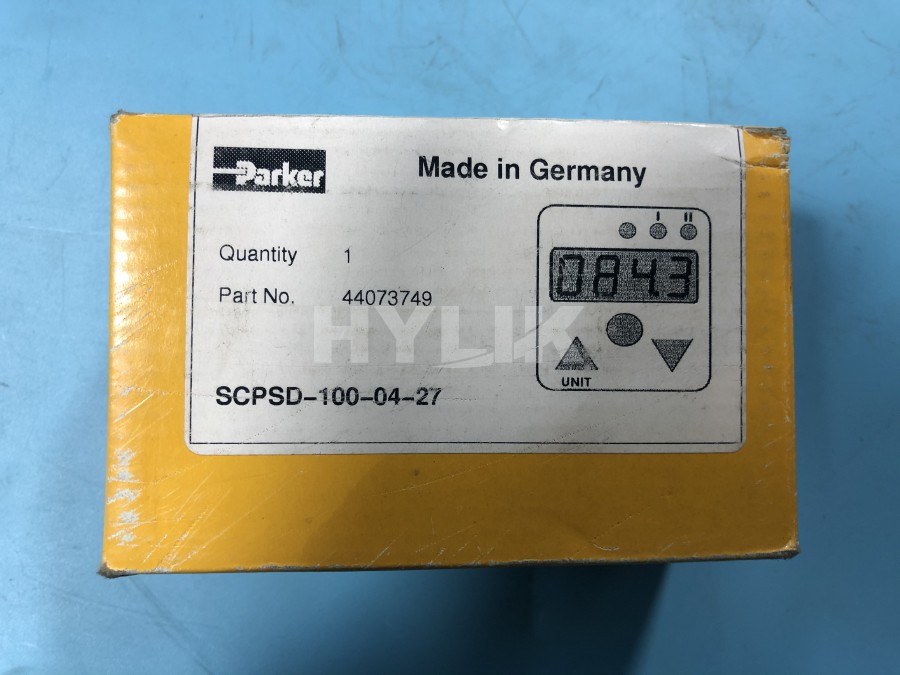 Parker
Made in Germany
Quantity 1
Part No. 44073749
SCPSD-100-04-27
I II
0843
UNIT
HYLIK